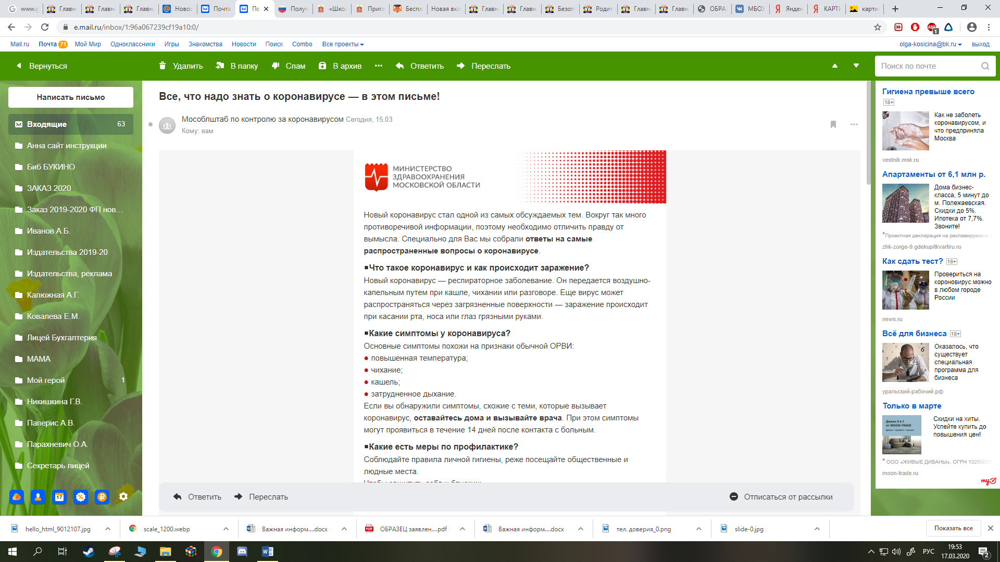 www.g
Главн
Главн
Главн
Новос
Почта
Пс
Получ
«Шко
Пригл
Беспл
Новая вкл
Главн
Главн
Безоп
Родит
Главн
Главн
ОБРАЗ
МБОУ
Яндек
КАРТИ
карти
e.mail.ru/inbox/1:96a067239cf19a10:0/
Mail.ru Почта 71 Мой Мир Одноклассники Игры Знакомства Новости Поиск Combo Все проекты
olga-kosicina@bk.ru выход
Вернуться
Удалить В папку Спам В архив Ответить Переслать
Поиск по почте
Написать письмо
Входящие 63
Анна сайт инструкции
Биб БУКИНО
ЗАКАЗ 2020
Заказ 2019-2020 ФП нов...
Иванов А.Б.
Издательства 2019-20
Издательства, реклама
Калюжная А.Г.
Ковалева Е.М.
Лицей Бухгалтерия
МАМА
Мой герой 1
Никишкина Г.В.
Паперис А.В.
Парахневич О.А.
Секретарь лицей
17
Все, что надо знать о коронавирусе — в этом письме!
Мособлштаб по контролю за коронавирусом Сегодня, 15:03
Кому: вам
МИНИСТЕРСТВО
ЗДРАВООХРАНЕНИЯ
МОСКОВСКОЙ ОБЛАСТИ
Новый коронавирус стал одной из самых обсуждаемых тем. Вокруг так много
противоречивой информации, поэтому необходимо отличить правду от
вымысла. Специально для Вас мы собрали ответы на самые
распространенные вопросы о коронавирусе.
▪Что такое коронавирус и как происходит заражение?
Новый коронавирус — респираторное заболевание. Он передается воздушно-
капельным путем при кашле, чихании или разговоре. Еще вирус может
распространяться через загрязненные поверхности — заражение происходит
при касании рта, носа или глаз грязными руками.
▪Какие симптомы у коронавируса?
Основные симптомы похожи на признаки обычной ОРВИ:
● повышенная температура;
● чихание;
● кашель;
● затрудненное дыхание.
Если вы обнаружили симптомы, схожие с теми, которые вызывает
коронавирус, оставайтесь дома и вызывайте врача. При этом симптомы
могут проявиться в течение 14 дней после контакта с больным.
▪Какие есть меры по профилактике?
Соблюдайте правила личной гигиены, реже посещайте общественные и
людные места.
Ответить Переслать Отписаться от рассылки
Гигиена превыше всего
18+
Как не заболеть
коронавирусом, и
что предприняла
Москва
vestnik.msk.ru
Апартаменты от 6,1 млн р.
Дома бизнес-
класса, 5 минут до
м. Полежаевская.
Скидки до 5%.
Ипотека от 7,7%.
Звоните!
*Проектная декларация на рекламируемом
zhk-zorge-9.gdekupitkvartiru.ru
Как сдать тест? 18+
Провериться на
короновирус можно
в любом городе
России
news.ru
Всё для бизнеса 18+
Оказалось, что
существует
специальная
программа для
бизнеса
уральский-рабочий.рф
Только в марте
Диван 3 в 1
от MOON-TRADE
Скидки на хиты.
Успейте купить до
повышения цен!
* ООО «ЖИВЫЕ ДИВАНЫ», ОГРН 1025003
moon-trade.ru
hello_html_9012107.jpg
scale_1200.webp
Важная информ....docx
ОБРАЗЕЦ заявлен....pdf
Важная информ....docx
тел. доверия_0.png
slide-0.jpg
Показать все
РУС
19:53
17.03.2020
2